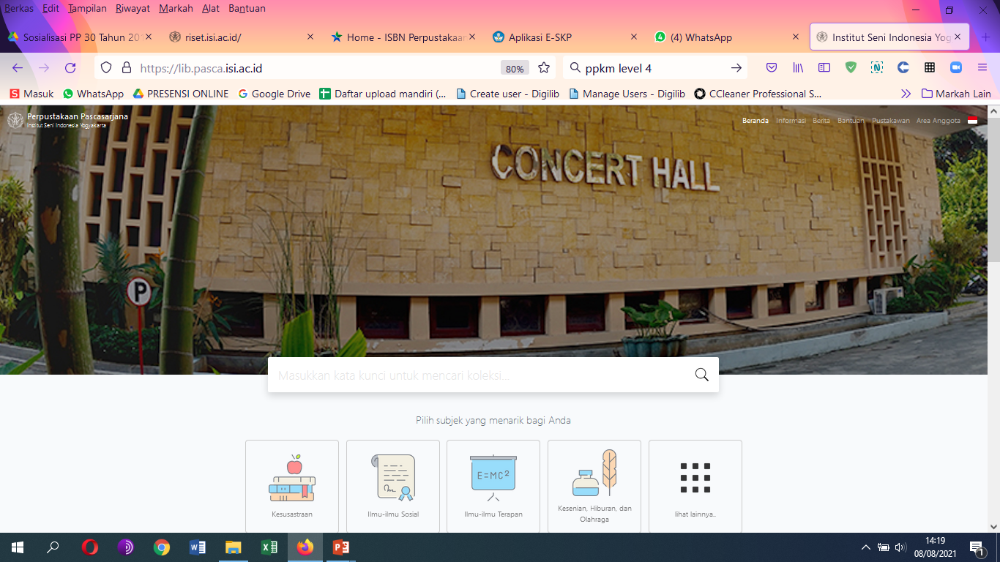 Berkas Edit Tampilan Riwayat Markah Alat Bantuan
Sosialisasi PP 30 Tahun 201 riset.isi.ac.id/ Home - ISBN Perpustakaan Aplikasi E-SKP (4) WhatsApp Institut Seni Indonesia Yog
https://lib.pasca.isi.ac.id 80% ppkm level 4
Masuk WhatsApp PRESENSI ONLINE Google Drive Daftar upload mandiri (... Create user - Digilib Manage Users - Digilib CCleaner Professional S... Markah Lain
Perpustakaan Pascasarjana
Institut Seni Indonesia Yogyakarta
Beranda Informasi Berita Bantuan Pustakawan Area Anggota
CONCERT HALL
P
Masukkan kata kunci untuk mencari koleksi...
Pilih subjek yang menarik bagi Anda
E=MC²
Kesusastraan Ilmu-ilmu Sosial Ilmu-ilmu Terapan Kesenian, Hiburan, dan
Olahraga lihat lainnya..
14:19
08/08/2021
1